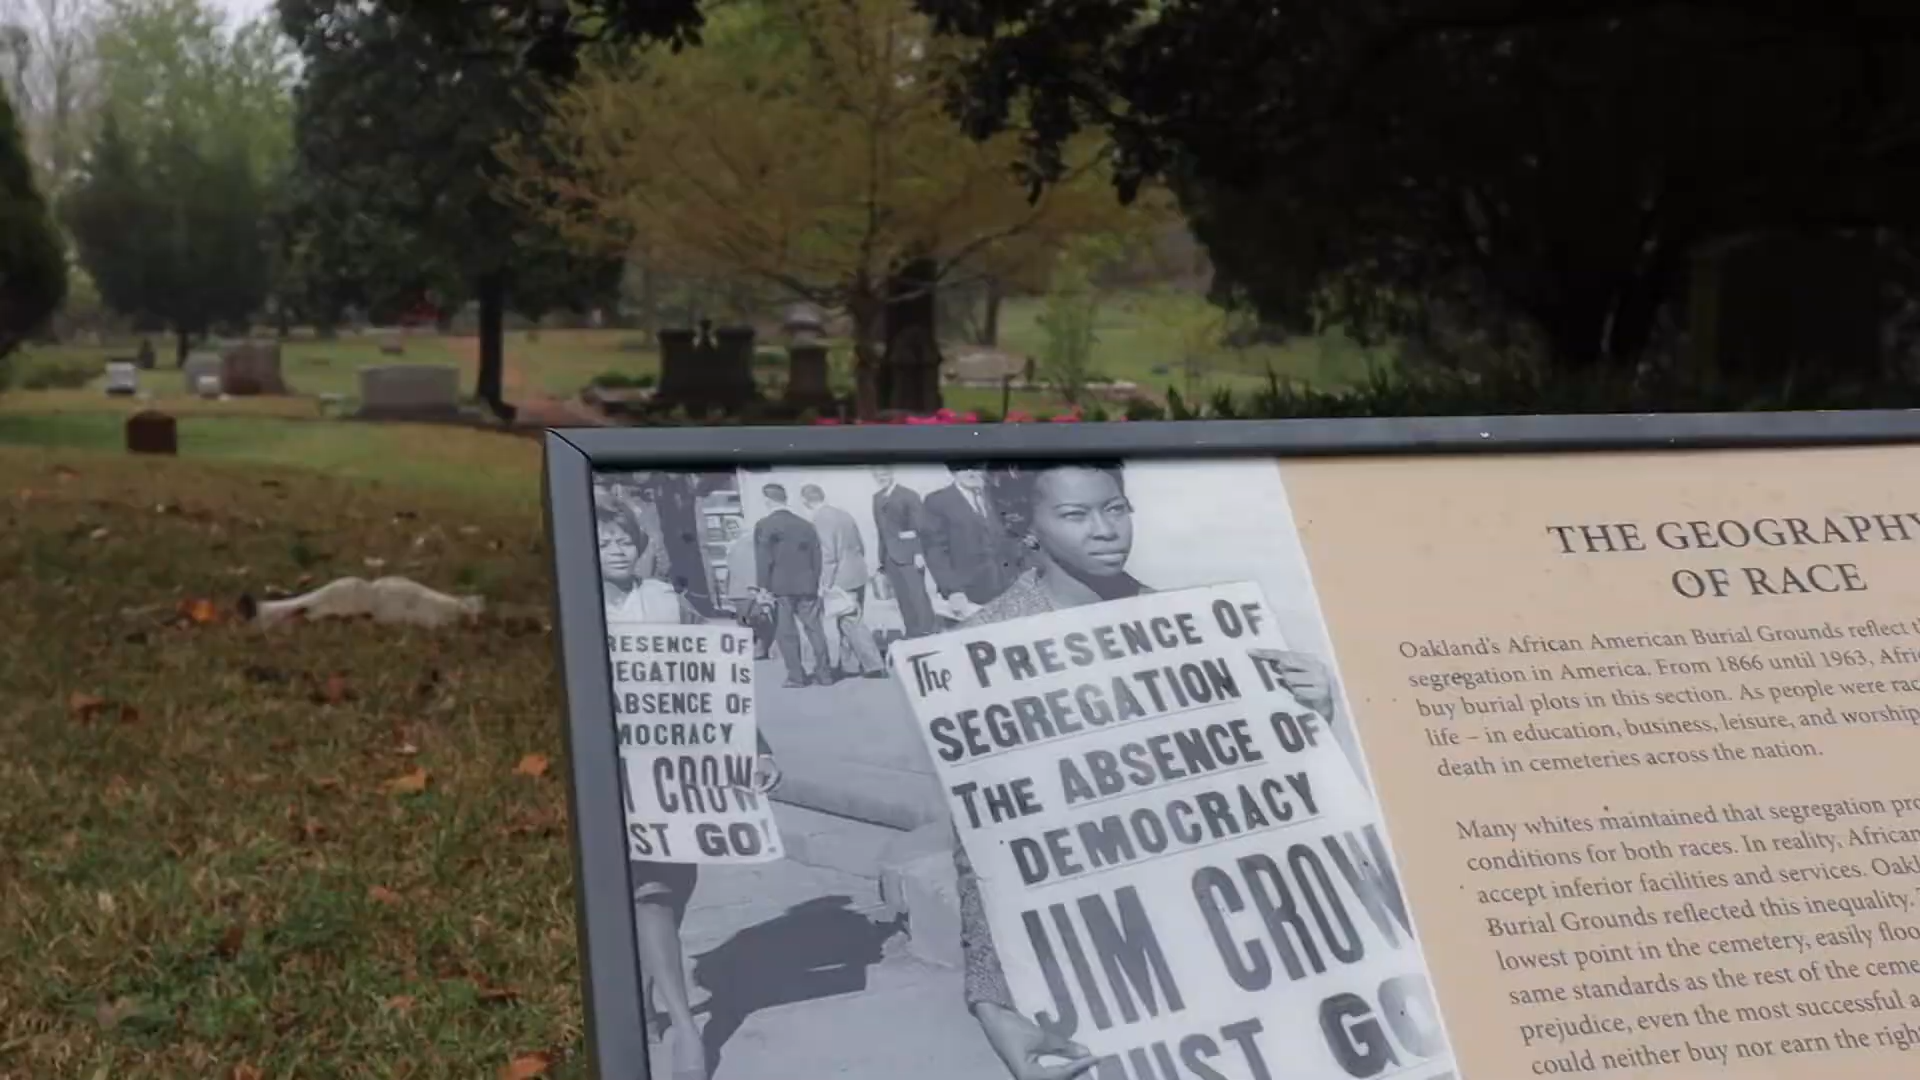 RESENCE OF
EGATION IS
ABSENCE OF
MOCRACY
CROW
ST GO!
The PRESENCE OF
SEGREGATION IS
THE ABSENCE OF
DEMOCRACY
JIM CROW
MUST GO
THE GEOGRAPHY
OF RACE
Oakland's African American Burial Grounds reflect
segregation in America. From 1866 until 1963, Afri
buy burial plots in this section. As people were rac
life – in education, business, leisure, and worship
death in cemeteries across the nation.
Many whites maintained that segregation pro
conditions for both races. In reality, African
accept inferior facilities and services. Oakl
Burial Grounds reflected this inequality.
lowest point in the cemetery, easily floo
same standards as the rest of the ceme
prejudice, even the most successful a
could neither buy nor earn the righ